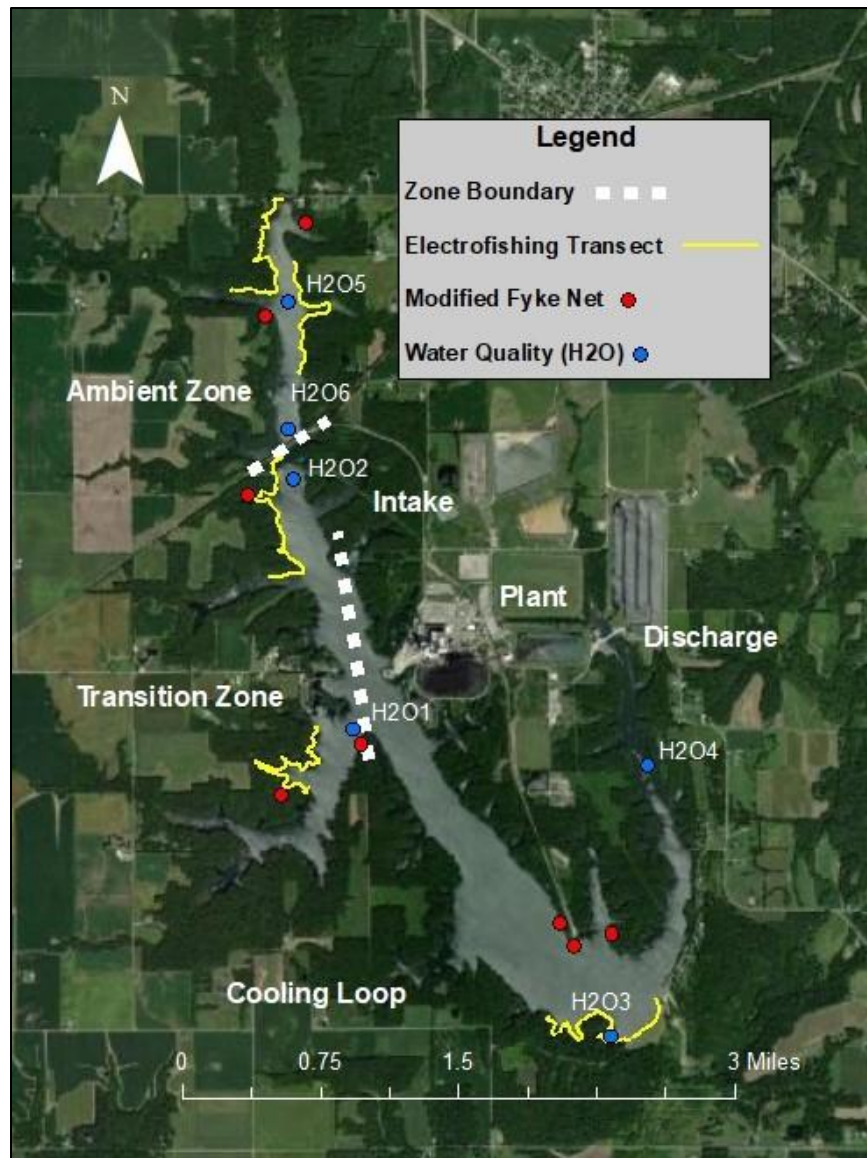 N
Legend
Zone Boundary
Electrofishing Transect
Modified Fyke Net
Water Quality (H2O)
H2O5
Ambient Zone
H2O6
H2O2
Intake
Plant
Discharge
Transition Zone
H2O1
H2O4
Cooling Loop
H2O3
0 0.75 1.5 3 Miles